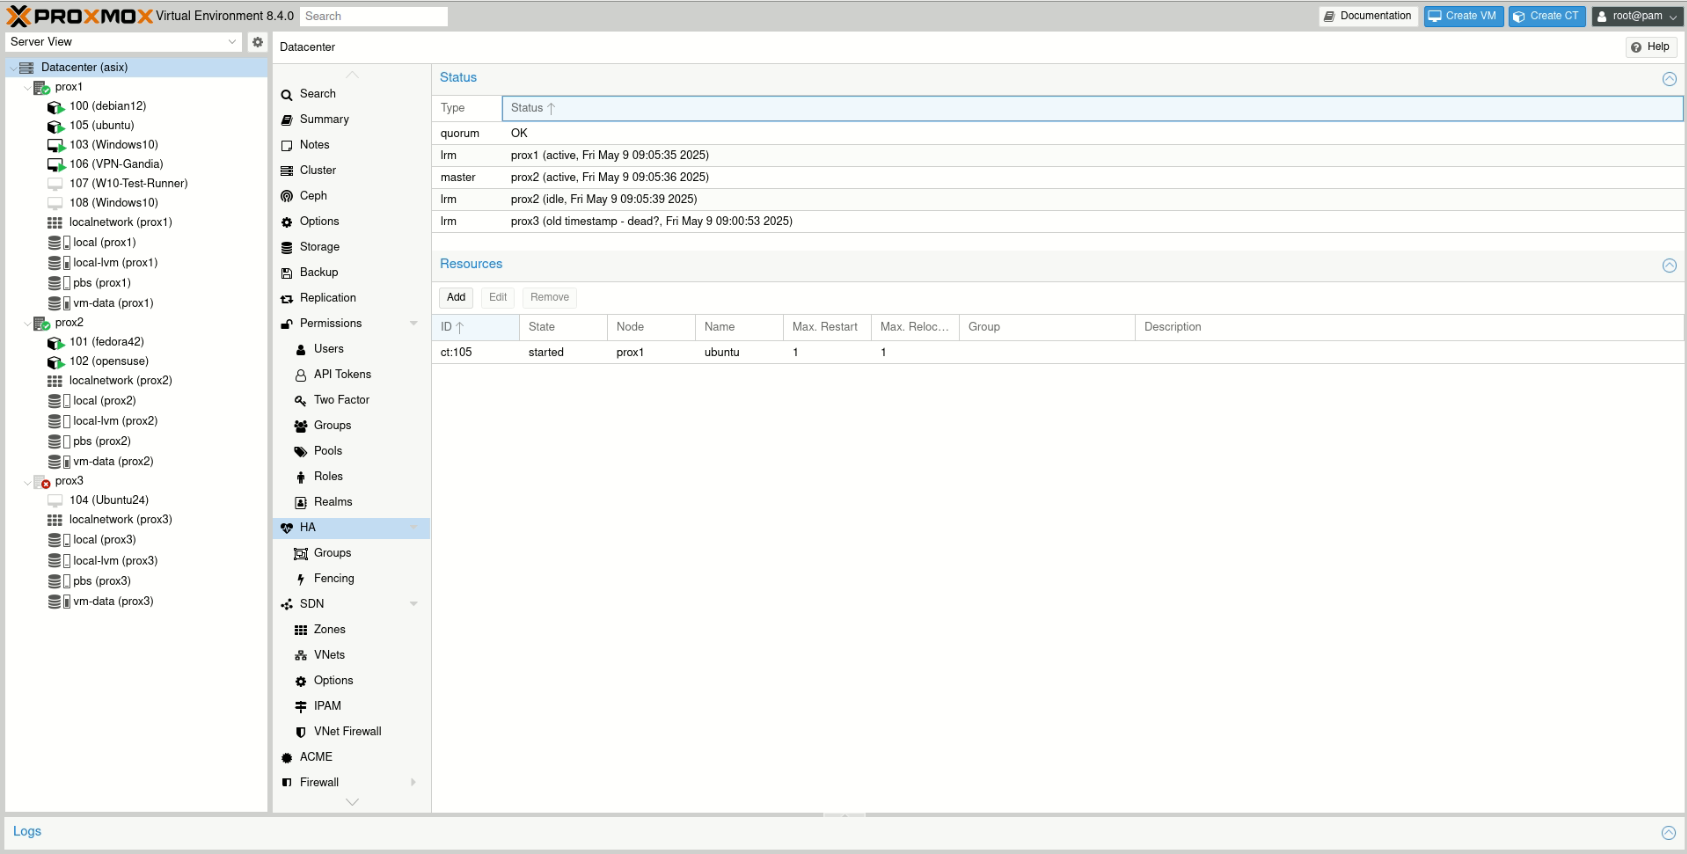 PROXMOX Virtual Environment 8.4.0 Search Documentation Create VM Create CT root@pam
Server View
Datacenter (asix)
prox1
100 (debian12)
105 (ubuntu)
103 (Windows10)
106 (VPN-Gandia)
107 (W10-Test-Runner)
108 (Windows10)
localnetwork (prox1)
local (prox1)
local-lvm (prox1)
pbs (prox1)
vm-data (prox1)
prox2
101 (fedora42)
102 (opensuse)
localnetwork (prox2)
local (prox2)
local-lvm (prox2)
pbs (prox2)
vm-data (prox2)
prox3
104 (Ubuntu24)
localnetwork (prox3)
local (prox3)
local-lvm (prox3)
pbs (prox3)
vm-data (prox3)
Datacenter Help
Search
Summary
Notes
Cluster
Ceph
Options
Storage
Backup
Replication
Permissions
Users
API Tokens
Two Factor
Groups
Pools
Roles
Realms
HA
Groups
Fencing
SDN
Zones
VNets
Options
IPAM
VNet Firewall
ACME
Firewall
Status
Type Status
quorum OK
lrm prox1 (active, Fri May 9 09:05:35 2025)
master prox2 (active, Fri May 9 09:05:36 2025)
lrm prox2 (idle, Fri May 9 09:05:39 2025)
lrm prox3 (old timestamp - dead?, Fri May 9 09:00:53 2025)
Resources
Add Edit Remove
ID State Node Name Max. Restart Max. Reloc... Group Description
ct:105 started prox1 ubuntu 1 1
Logs